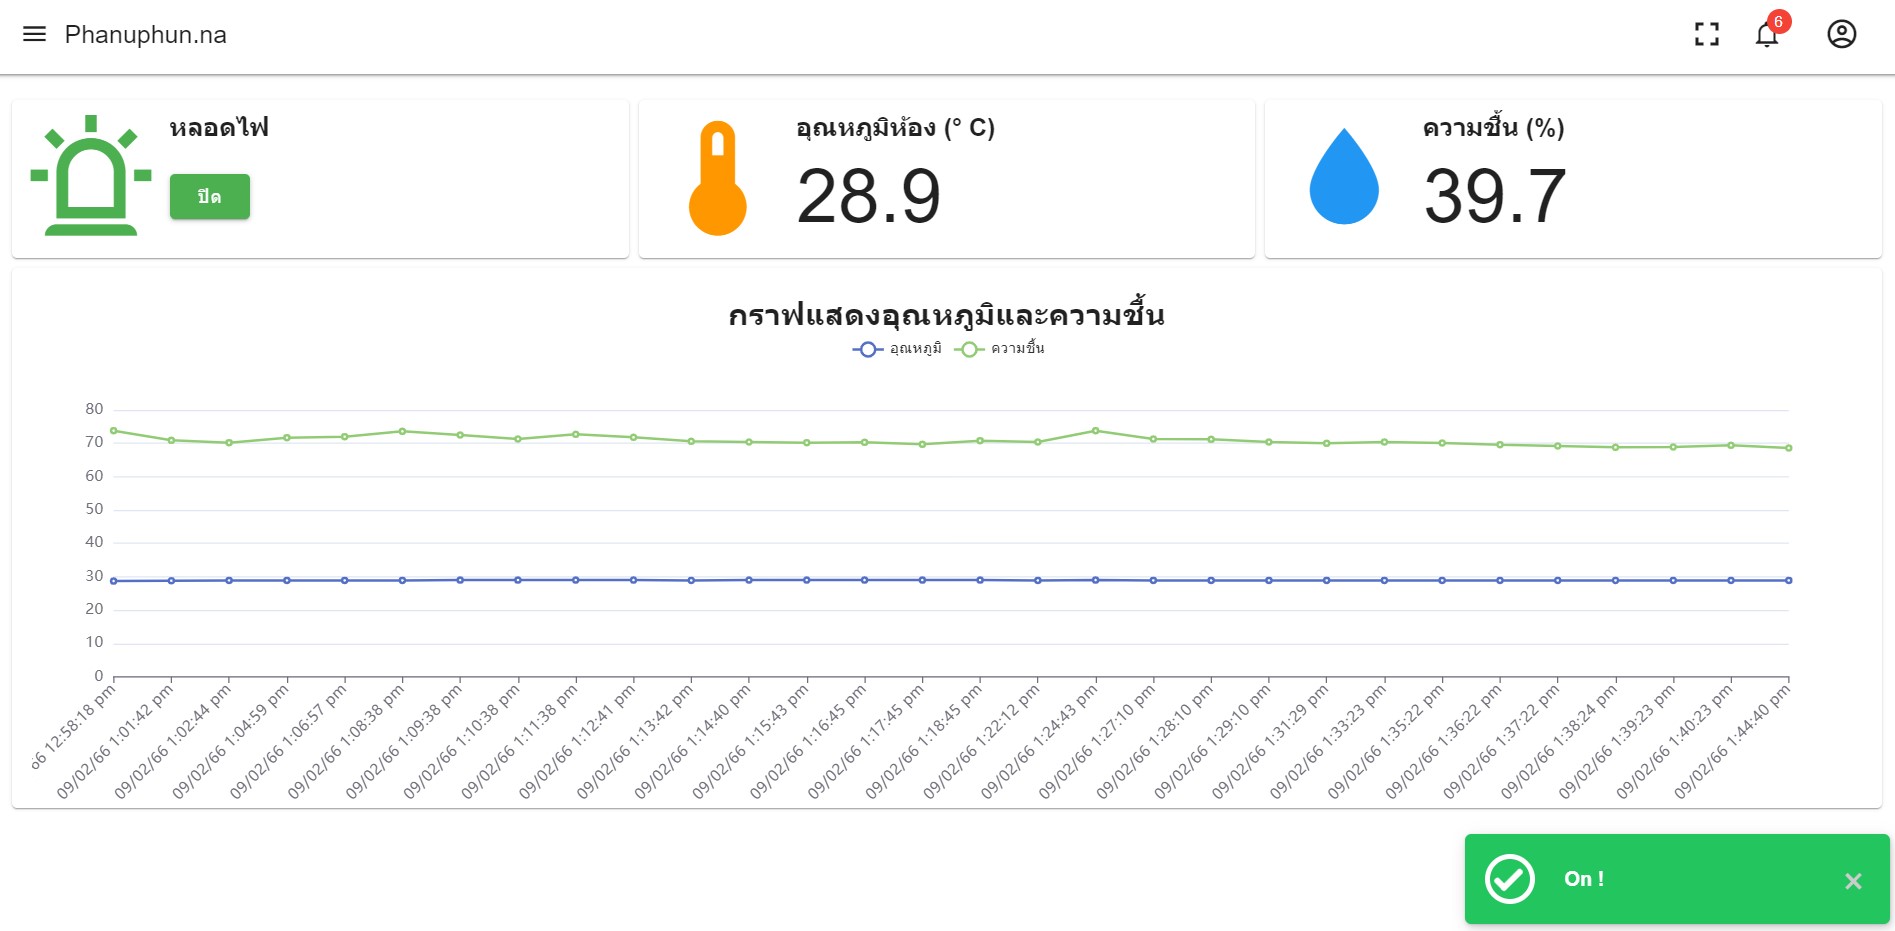 Phanuphun.na
6
หลอดไฟ
ปิด
อุณหภูมิห้อง (° C)
28.9
ความชื้น (%)
39.7
กราฟแสดงอุณหภูมิและความชื้น
อุณหภูมิ ความชื้น
80
70
60
50
40
30
20
10
0
66 12:58:18 pm
09/02/66 1:01:42 pm
09/02/66 1:02:44 pm
09/02/66 1:04:59 pm
09/02/66 1:06:57 pm
09/02/66 1:08:38 pm
09/02/66 1:09:38 pm
09/02/66 1:10:38 pm
09/02/66 1:11:38 pm
09/02/66 1:12:41 pm
09/02/66 1:13:42 pm
09/02/66 1:14:40 pm
09/02/66 1:15:43 pm
09/02/66 1:16:45 pm
09/02/66 1:17:45 pm
09/02/66 1:18:45 pm
09/02/66 1:22:12 pm
09/02/66 1:24:43 pm
09/02/66 1:27:10 pm
09/02/66 1:28:10 pm
09/02/66 1:29:10 pm
09/02/66 1:31:29 pm
09/02/66 1:33:23 pm
09/02/66 1:35:22 pm
09/02/66 1:36:22 pm
09/02/66 1:37:22 pm
09/02/66 1:38:24 pm
09/02/66 1:39:23 pm
09/02/66 1:40:23 pm
09/02/66 1:44:40 pm
On !